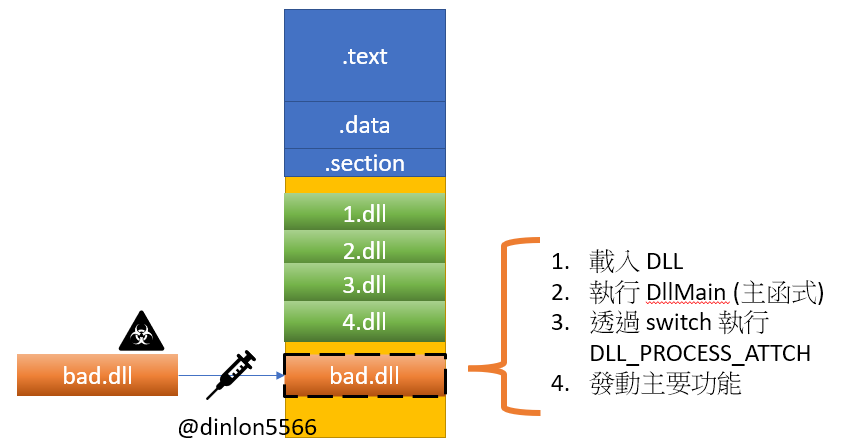 .text
.data
.section
1.dll
2.dll
3.dll
4.dll
bad.dll
bad.dll
@dinlon5566
1. 載入 DLL
2. 執行 DllMain (主函式)
3. 透過 switch 執行
DLL_PROCESS_ATTCH
4. 發動主要功能